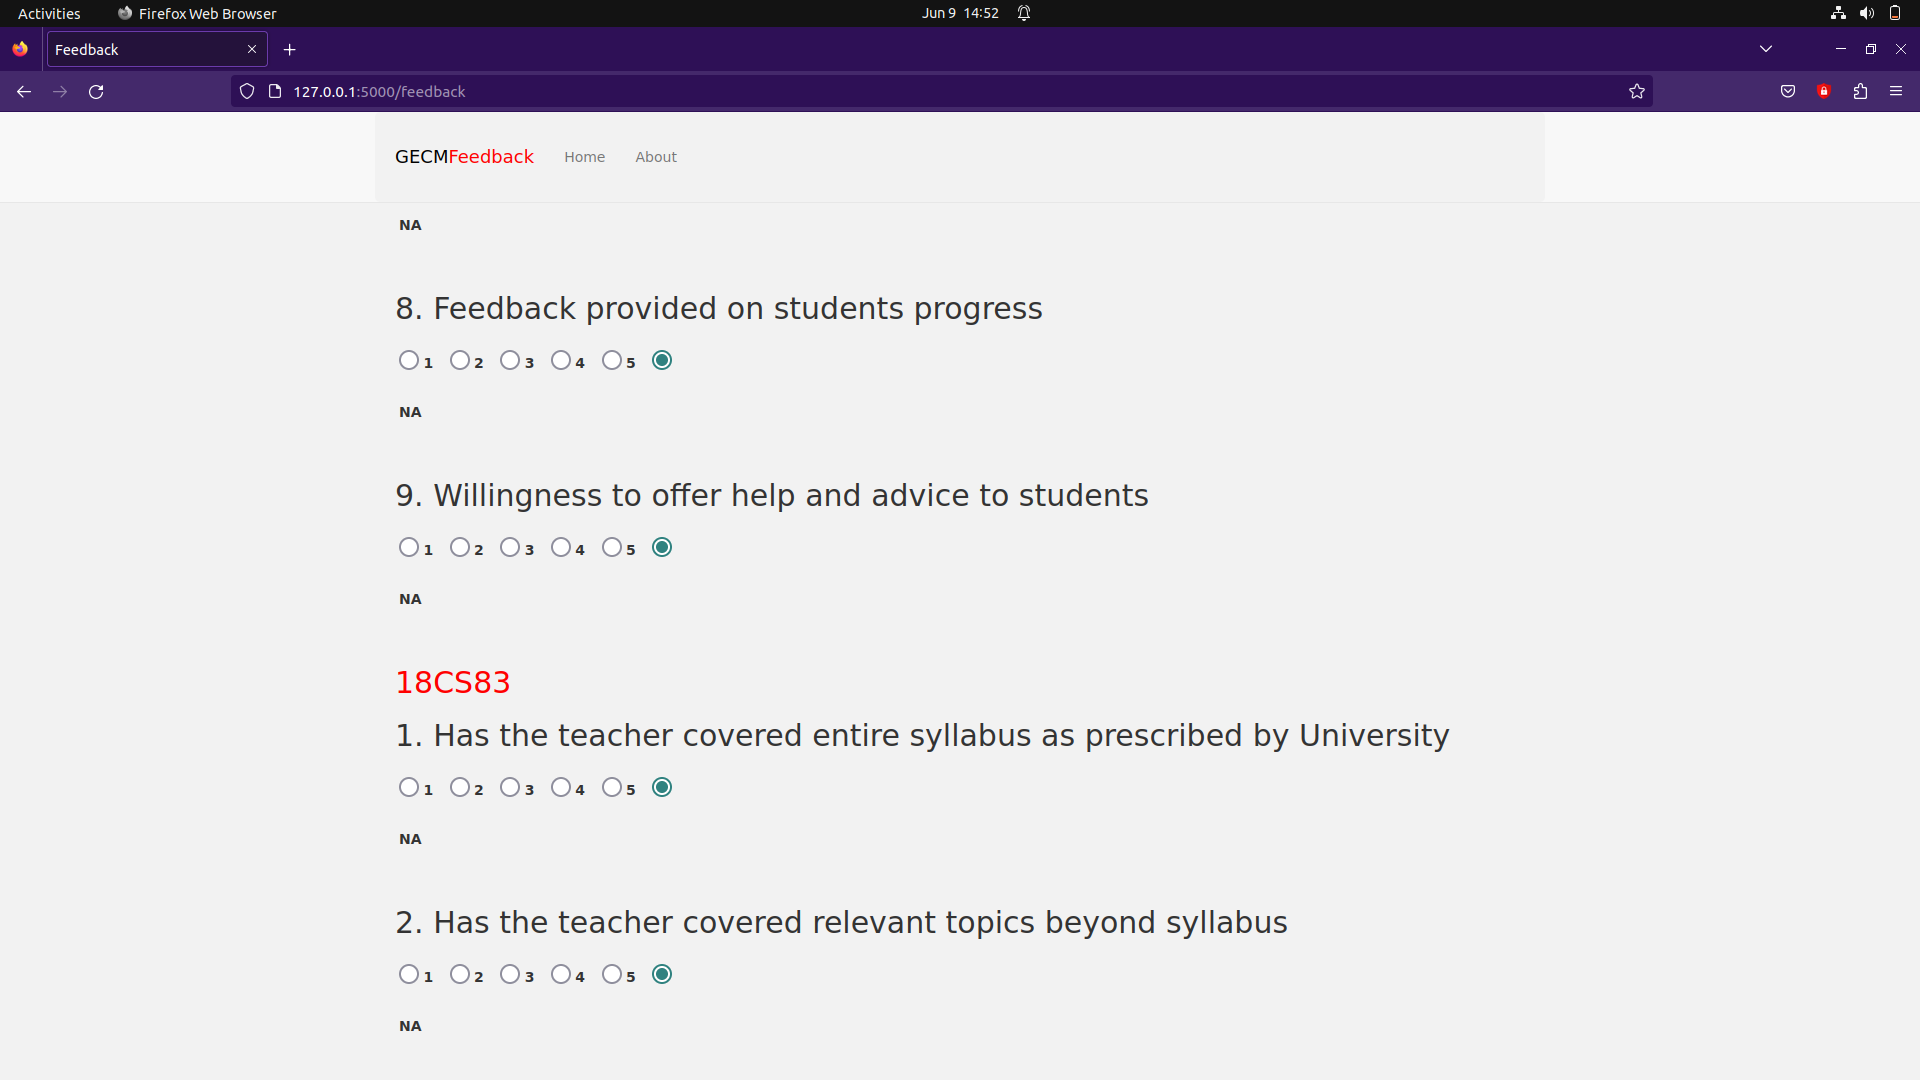 Activities Firefox Web Browser Jun 9 14:52
Feedback
127.0.0.1:5000/feedback
GECMFeedback Home About
NA
8. Feedback provided on students progress
1 2 3 4 5
NA
9. Willingness to offer help and advice to students
1 2 3 4 5
NA
18CS83
1. Has the teacher covered entire syllabus as prescribed by University
1 2 3 4 5
NA
2. Has the teacher covered relevant topics beyond syllabus
1 2 3 4 5
NA